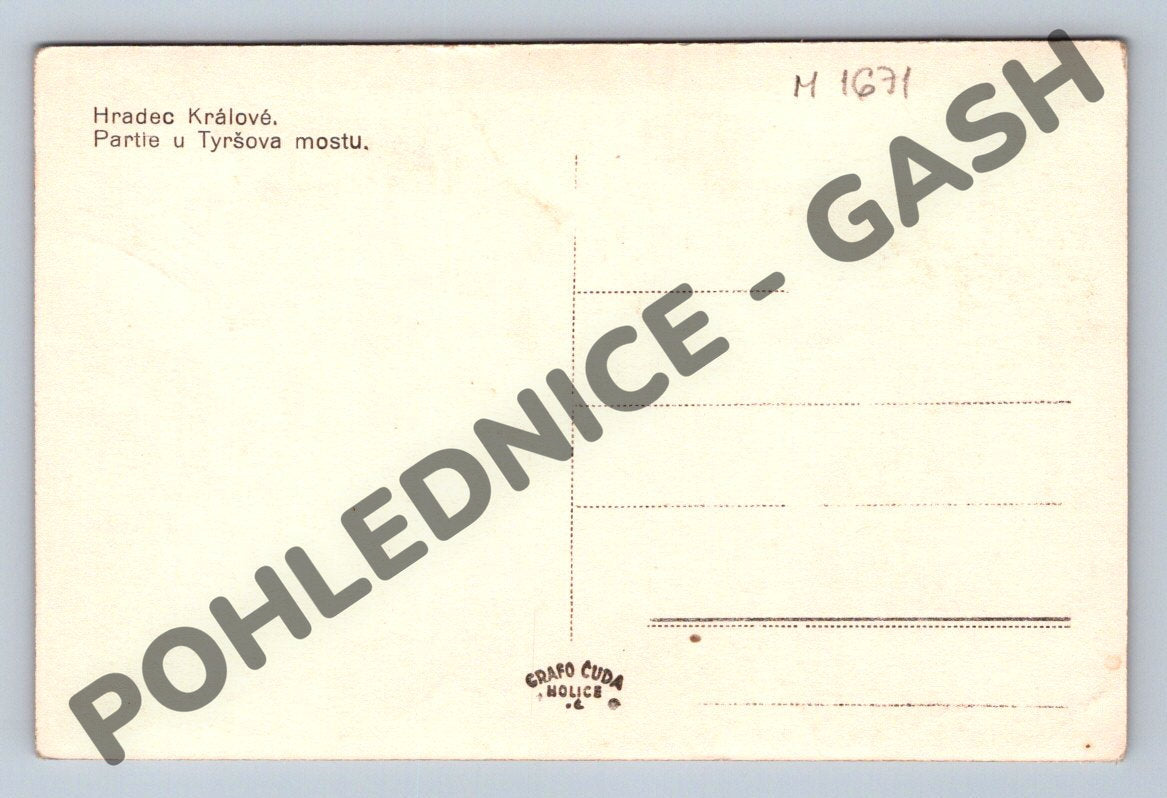 Hradec Králové.
Partie u Tyršova mostu.
M 1671
POHLEDNICE - GASH
GRAFO ČUDA
HOLICE